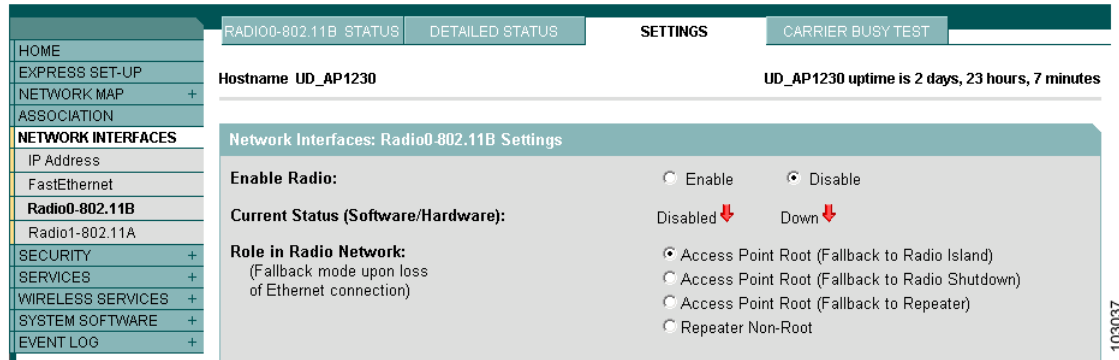 RADIO0-802.11B STATUS
DETAILED STATUS
SETTINGS
CARRIER BUSY TEST
HOME
EXPRESS SET-UP
NETWORK MAP +
ASSOCIATION
NETWORK INTERFACES
IP Address
FastEthernet
Radio0-802.11B
Radio1-802.11A
SECURITY +
SERVICES +
WIRELESS SERVICES +
SYSTEM SOFTWARE +
EVENT LOG +
Hostname UD_AP1230
UD_AP1230 uptime is 2 days, 23 hours, 7 minutes
Network Interfaces: Radio0-802.11B Settings
Enable Radio:
Enable
Disable
Current Status (Software/Hardware):
Disabled
Down
Role in Radio Network:
(Fallback mode upon loss
of Ethernet connection)
Access Point Root (Fallback to Radio Island)
Access Point Root (Fallback to Radio Shutdown)
Access Point Root (Fallback to Repeater)
Repeater Non-Root
103037